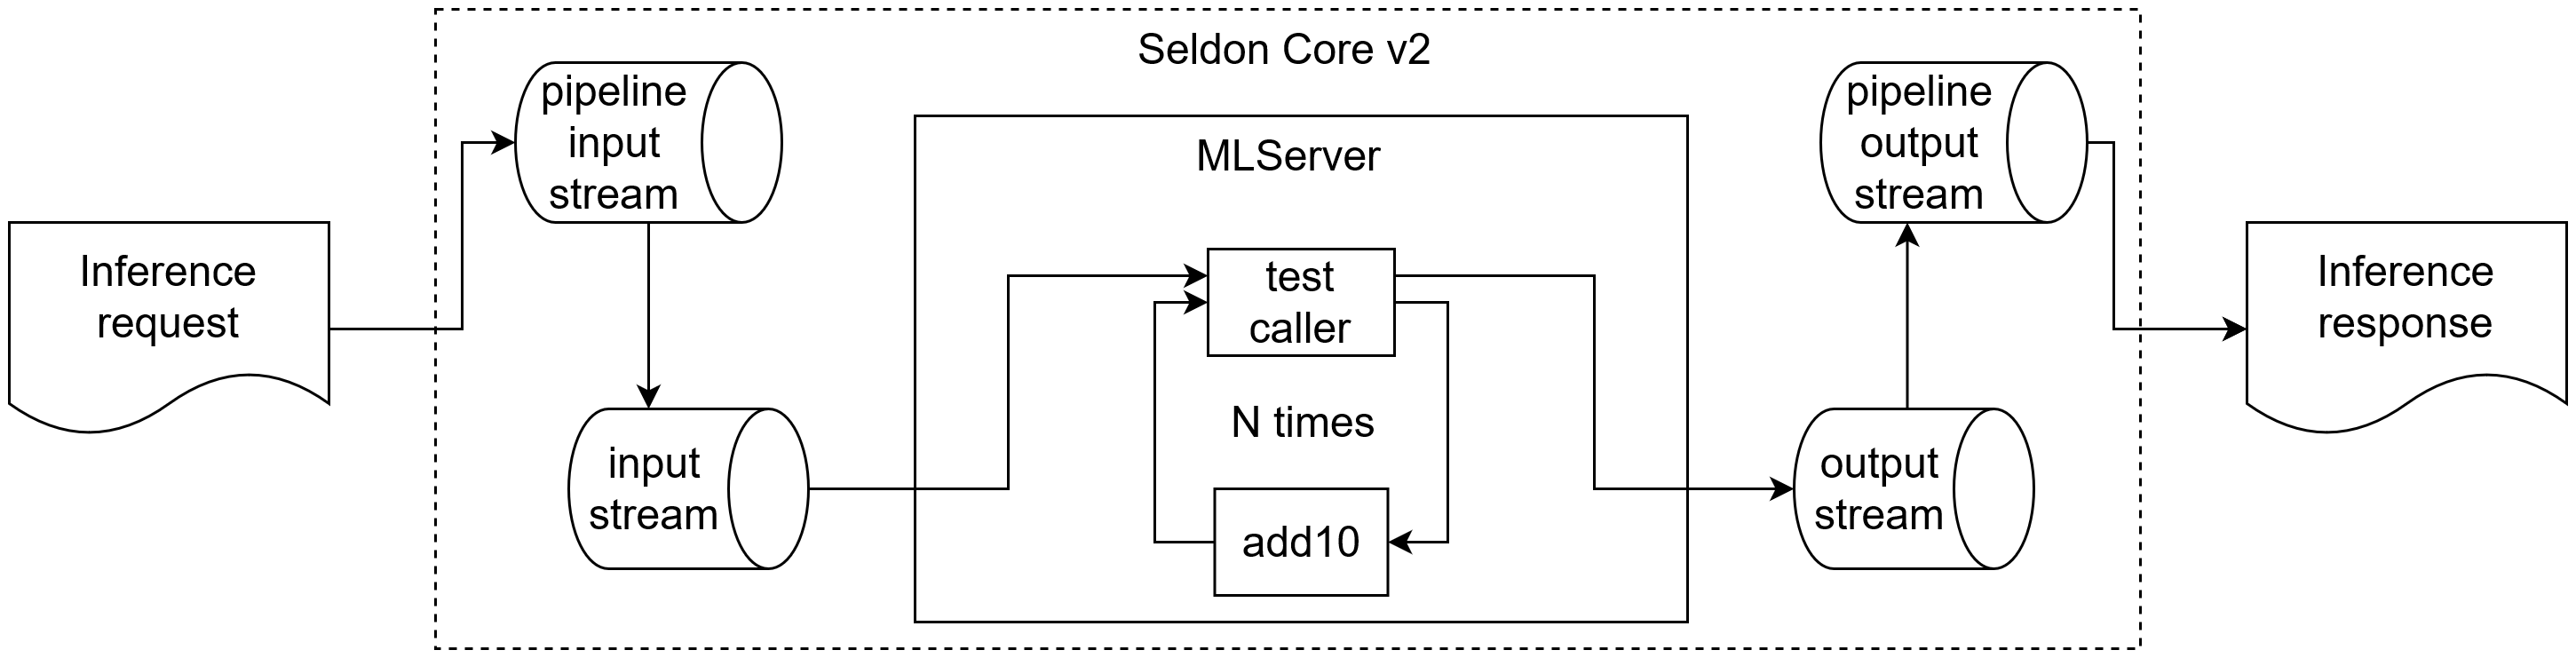 Seldon Core v2
pipeline
input
stream
Inference
request
input
stream
MLServer
test
caller
N times
add10
output
stream
pipeline
output
stream
Inference
response